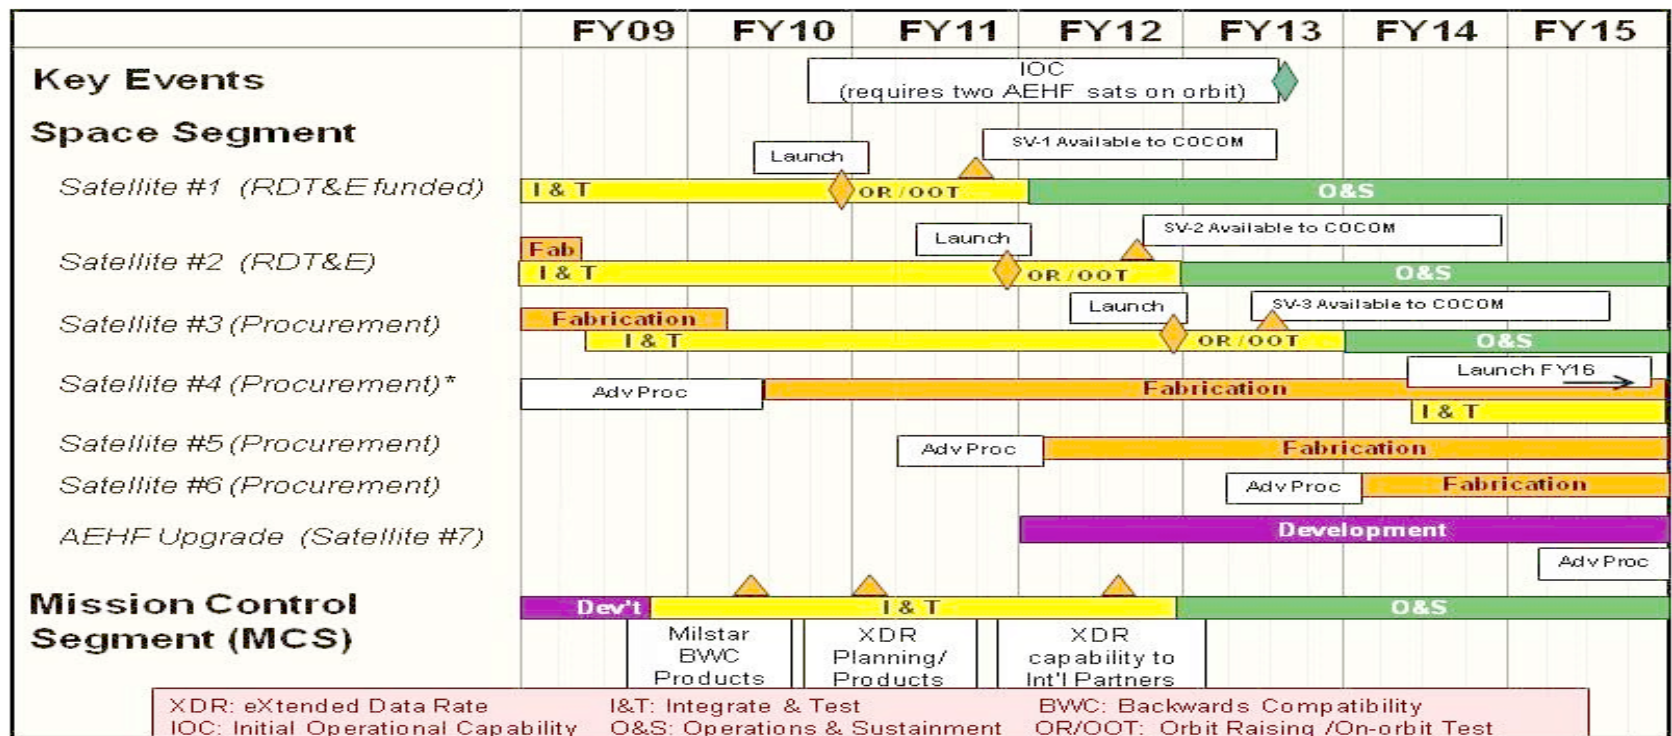 FY09 FY10 FY11 FY12 FY13 FY14 FY15
Key Events
IOC
(requires two AEHF sats on orbit)
Space Segment
Launch
SV-1 Available to COCOM
Satellite #1 (RDT&E funded)
I & T
OR/OOT
O&S
Launch
SV-2 Available to COCOM
Fab
Satellite #2 (RDT&E)
I & T
OR/OOT
O&S
Launch
SV-3 Available to COCOM
Satellite #3 (Procurement)
Fabrication
I & T
OR/OOT
O&S
Launch FY16
Satellite #4 (Procurement)*
Adv Proc
Fabrication
I & T
Satellite #5 (Procurement)
Adv Proc
Fabrication
Satellite #6 (Procurement)
Adv Proc
Fabrication
AEHF Upgrade (Satellite #7)
Development
Adv Proc
Mission Control
Segment (MCS)
Dev't
I & T
O&S
Milstar
BWC
Products
XDR
Planning/
Products
XDR
capability to
Int'l Partners
XDR: eXtended Data Rate I&T: Integrate & Test BWC: Backwards Compatibility
IOC: Initial Operational Capability O&S: Operations & Sustainment OR/OOT: Orbit Raising /On-orbit Test